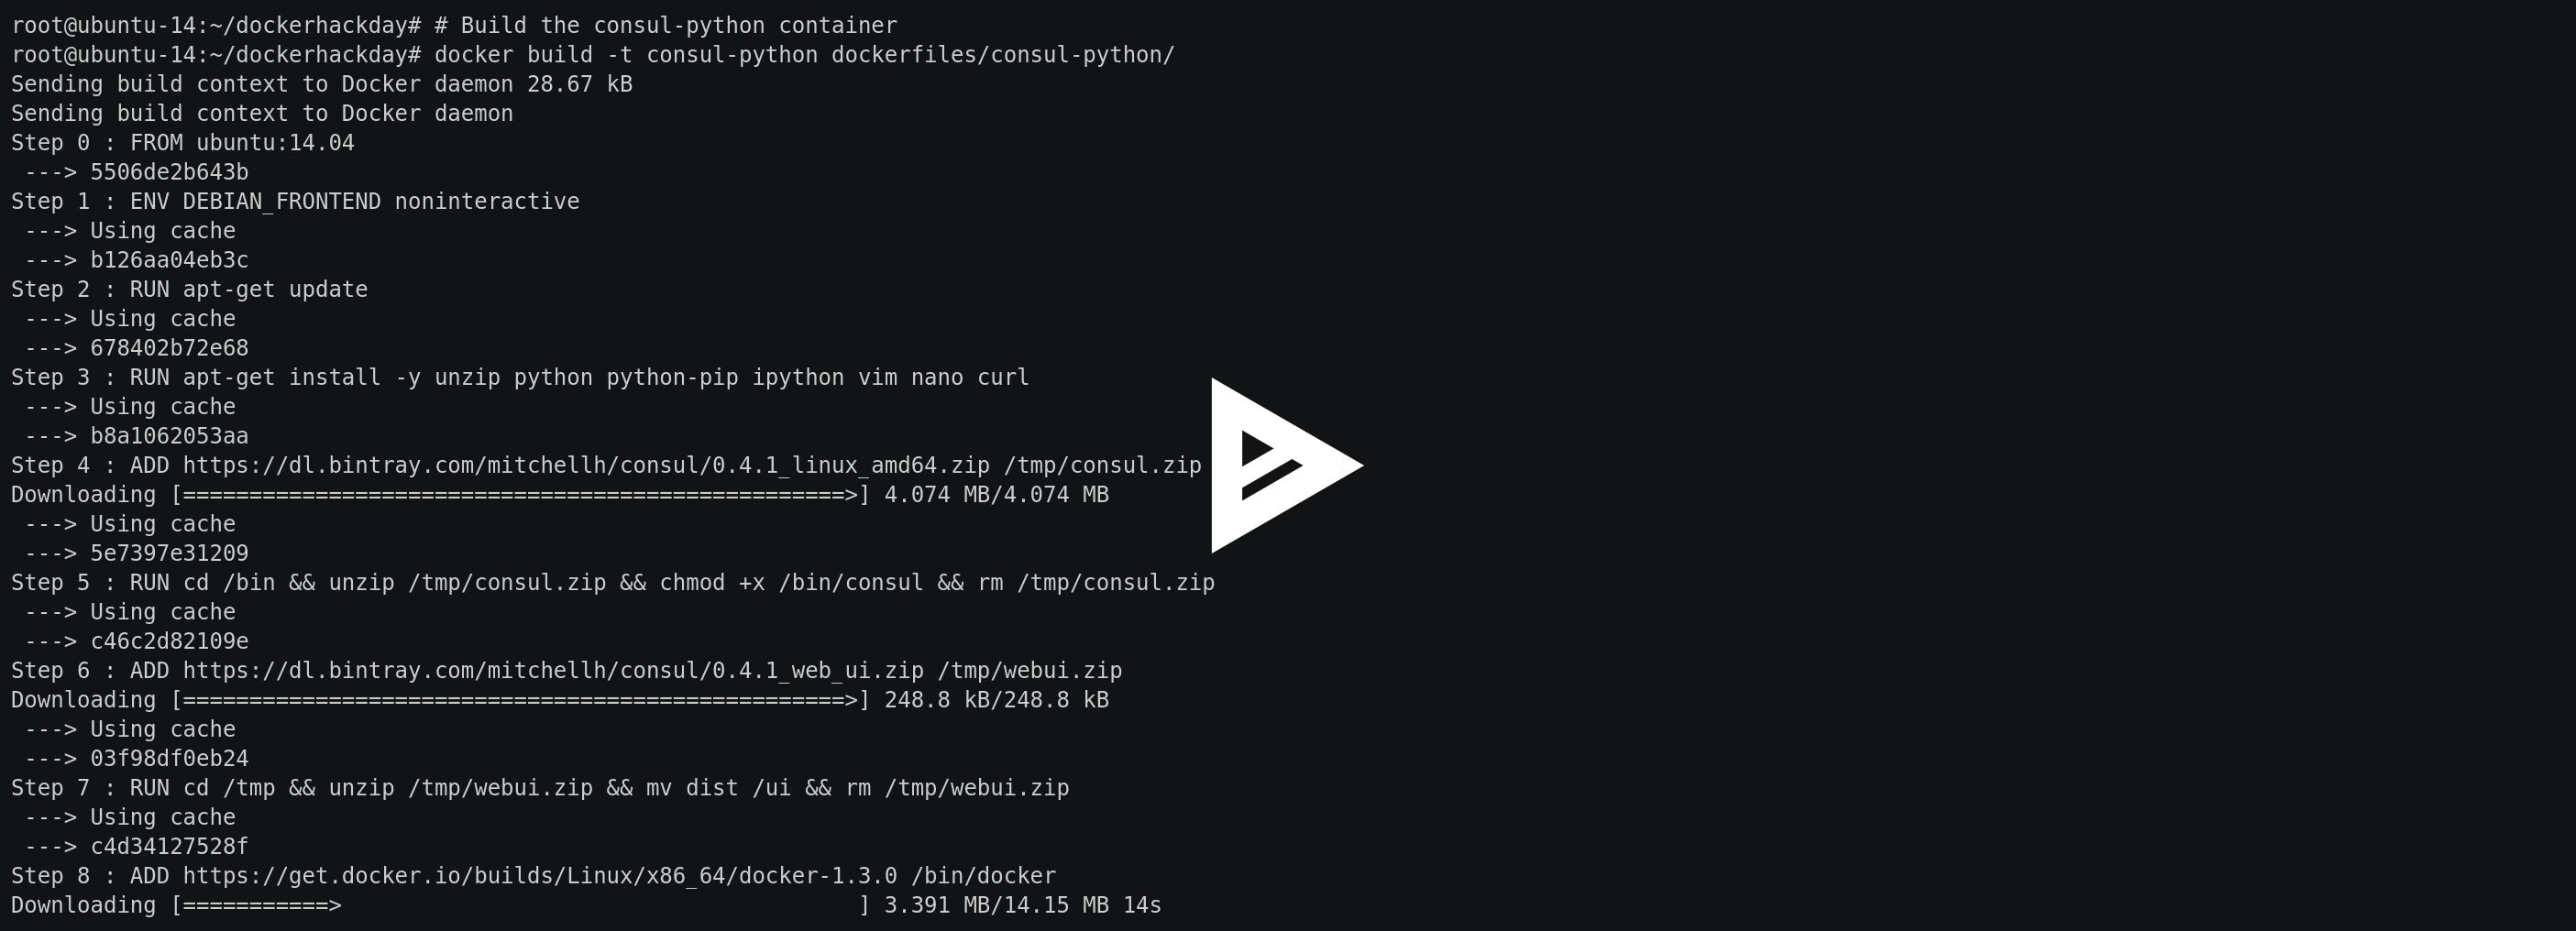 root@ubuntu-14:~/dockerhackday# # Build the consul-python container
root@ubuntu-14:~/dockerhackday# docker build -t consul-python dockerfiles/consul-python/
Sending build context to Docker daemon 28.67 kB
Sending build context to Docker daemon
Step 0 : FROM ubuntu:14.04
 ---> 5506de2b643b
Step 1 : ENV DEBIAN_FRONTEND noninteractive
 ---> Using cache
 ---> b126aa04eb3c
Step 2 : RUN apt-get update
 ---> Using cache
 ---> 678402b72e68
Step 3 : RUN apt-get install -y unzip python python-pip ipython vim nano curl
 ---> Using cache
 ---> b8a1062053aa
Step 4 : ADD https://dl.bintray.com/mitchellh/consul/0.4.1_linux_amd64.zip /tmp/consul.zip
Downloading [==================================================>] 4.074 MB/4.074 MB
 ---> Using cache
 ---> 5e7397e31209
Step 5 : RUN cd /bin && unzip /tmp/consul.zip && chmod +x /bin/consul && rm /tmp/consul.zip
 ---> Using cache
 ---> c46c2d82109e
Step 6 : ADD https://dl.bintray.com/mitchellh/consul/0.4.1_web_ui.zip /tmp/webui.zip
Downloading [==================================================>] 248.8 kB/248.8 kB
 ---> Using cache
 ---> 03f98df0eb24
Step 7 : RUN cd /tmp && unzip /tmp/webui.zip && mv dist /ui && rm /tmp/webui.zip
 ---> Using cache
 ---> c4d34127528f
Step 8 : ADD https://get.docker.io/builds/Linux/x86_64/docker-1.3.0 /bin/docker
Downloading [===========>                                       ] 3.391 MB/14.15 MB 14s